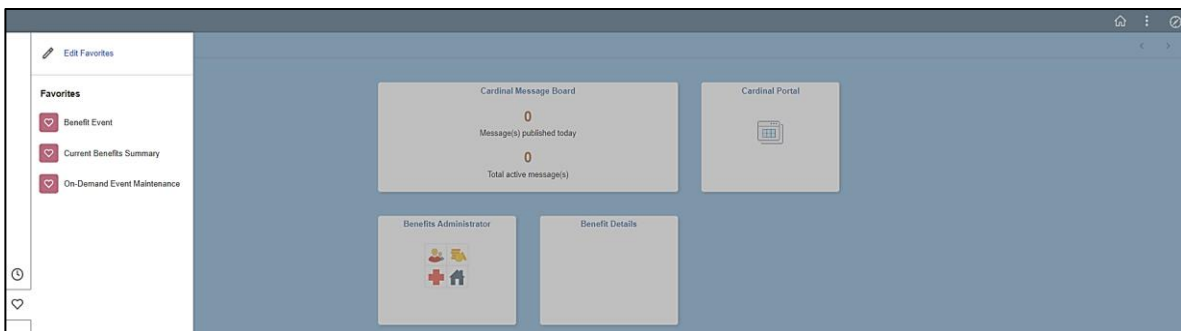 Edit Favorites
Favorites
Benefit Event
Current Benefits Summary
On-Demand Event Maintenance
Cardinal Message Board
0
Message(s) published today
0
Total active message(s)
Cardinal Portal
Benefits Administrator
Benefit Details